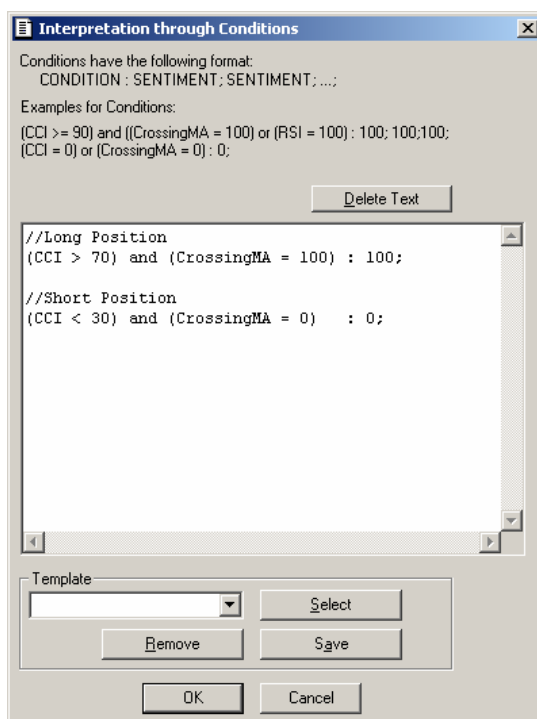 Interpretation through Conditions
Conditions have the following format:
CONDITION : SENTIMENT; SENTIMENT; ...;
Examples for Conditions:
(CCI >= 90) and ((CrossingMA = 100) or (RSI = 100) : 100; 100;100;
(CCI = 0) or (CrossingMA = 0) : 0;
Delete Text
//Long Position
(CCI > 70) and (CrossingMA = 100) : 100;
//Short Position
(CCI < 30) and (CrossingMA = 0)   : 0;
Template
Select
Remove Save
OK Cancel